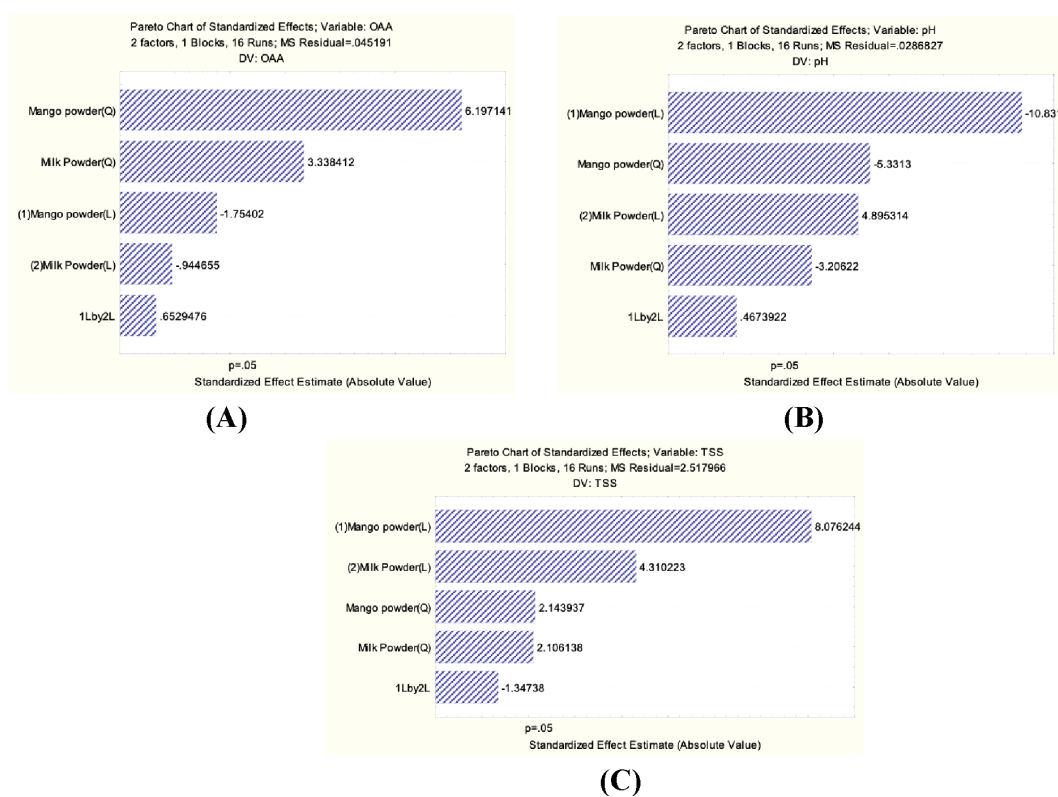 Pareto Chart of Standardized Effects; Variable: OAA
2 factors, 1 Blocks, 16 Runs; MS Residual=.045191
DV: OAA
Mango powder(Q)
6.197141
Milk Powder(Q)
3.338412
(1)Mango powder(L)
-1.75402
(2)Milk Powder(L)
-.944655
1Lby2L
.6529476
p=.05
Standardized Effect Estimate (Absolute Value)
(A)
Pareto Chart of Standardized Effects; Variable: pH
2 factors, 1 Blocks, 16 Runs; MS Residual=.0286827
DV: pH
(1)Mango powder(L)
-10.83
Mango powder(Q)
-5.3313
(2)Milk Powder(L)
4.895314
Milk Powder(Q)
-3.20622
1Lby2L
.4673922
p=.05
Standardized Effect Estimate (Absolute Value)
(B)
Pareto Chart of Standardized Effects; Variable: TSS
2 factors, 1 Blocks, 16 Runs; MS Residual=2.517966
DV: TSS
(1)Mango powder(L)
8.076244
(2)Milk Powder(L)
4.310223
Mango powder(Q)
2.143937
Milk Powder(Q)
2.106138
1Lby2L
-1.34738
p=.05
Standardized Effect Estimate (Absolute Value)
(C)